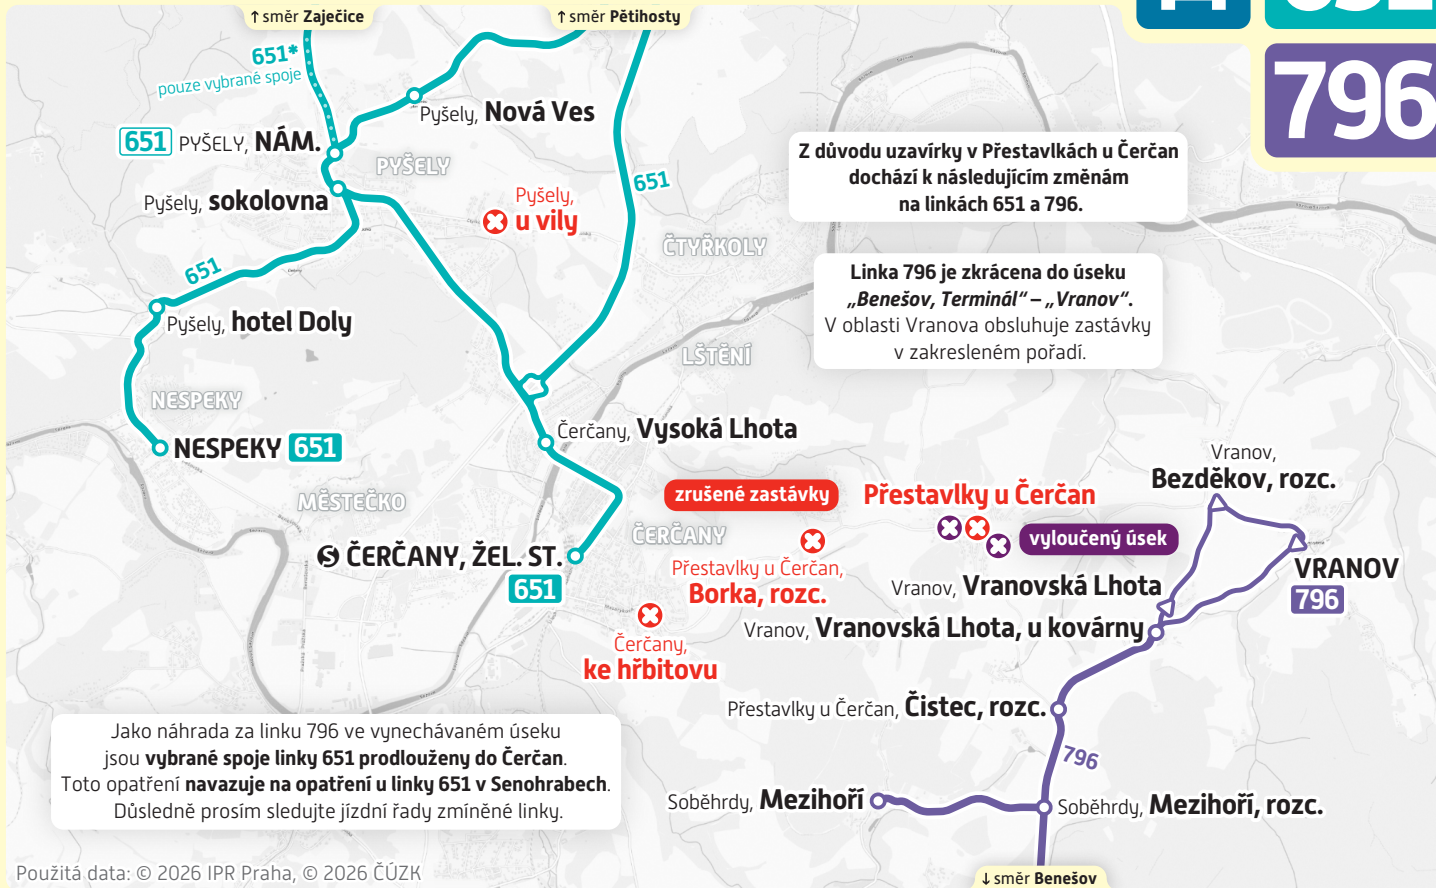 ↑ směr Zaječice
↑ směr Pětihosty
651*
pouze vybrané spoje
796
Pyšely, Nová Ves
651 PYŠELY, NÁM.
PYŠELY
Pyšely, sokolovna
Pyšely,
u vily
651
ČTYŘKOLY
Z důvodu uzavírky v Přestavlkách u Čerčan
dochází k následujícím změnám
na linkách 651 a 796.
Linka 796 je zkrácena do úseku
„Benešov, Terminál“ – „Vranov“.
V oblasti Vranova obsluhuje zastávky
v zakresleném pořadí.
651
Pyšely, hotel Doly
LŠTĚNÍ
NESPEKY
NESPEKY 651
Čerčany, Vysoká Lhota
MĚSTEČKO
zrušené zastávky
Přestavlky u Čerčan
Vranov,
Bezděkov, rozc.
ČERČANY
vyloučený úsek
S ČERČANY, ŽEL. ST.
651
Přestavlky u Čerčan,
Borka, rozc.
VRANOV
796
Vranov, Vranovská Lhota
Vranov, Vranovská Lhota, u kovárny
Čerčany,
ke hřbitovu
Přestavlky u Čerčan, Čistec, rozc.
796
Jako náhrada za linku 796 ve vynechávaném úseku
jsou vybrané spoje linky 651 prodlouženy do Čerčan.
Toto opatření navazuje na opatření u linky 651 v Senohrabech.
Důsledně prosím sledujte jízdní řady zmíněné linky.
Soběhrdy, Mezihoří
Soběhrdy, Mezihoří, rozc.
Použitá data: © 2026 IPR Praha, © 2026 ČÚZK
↓ směr Benešov